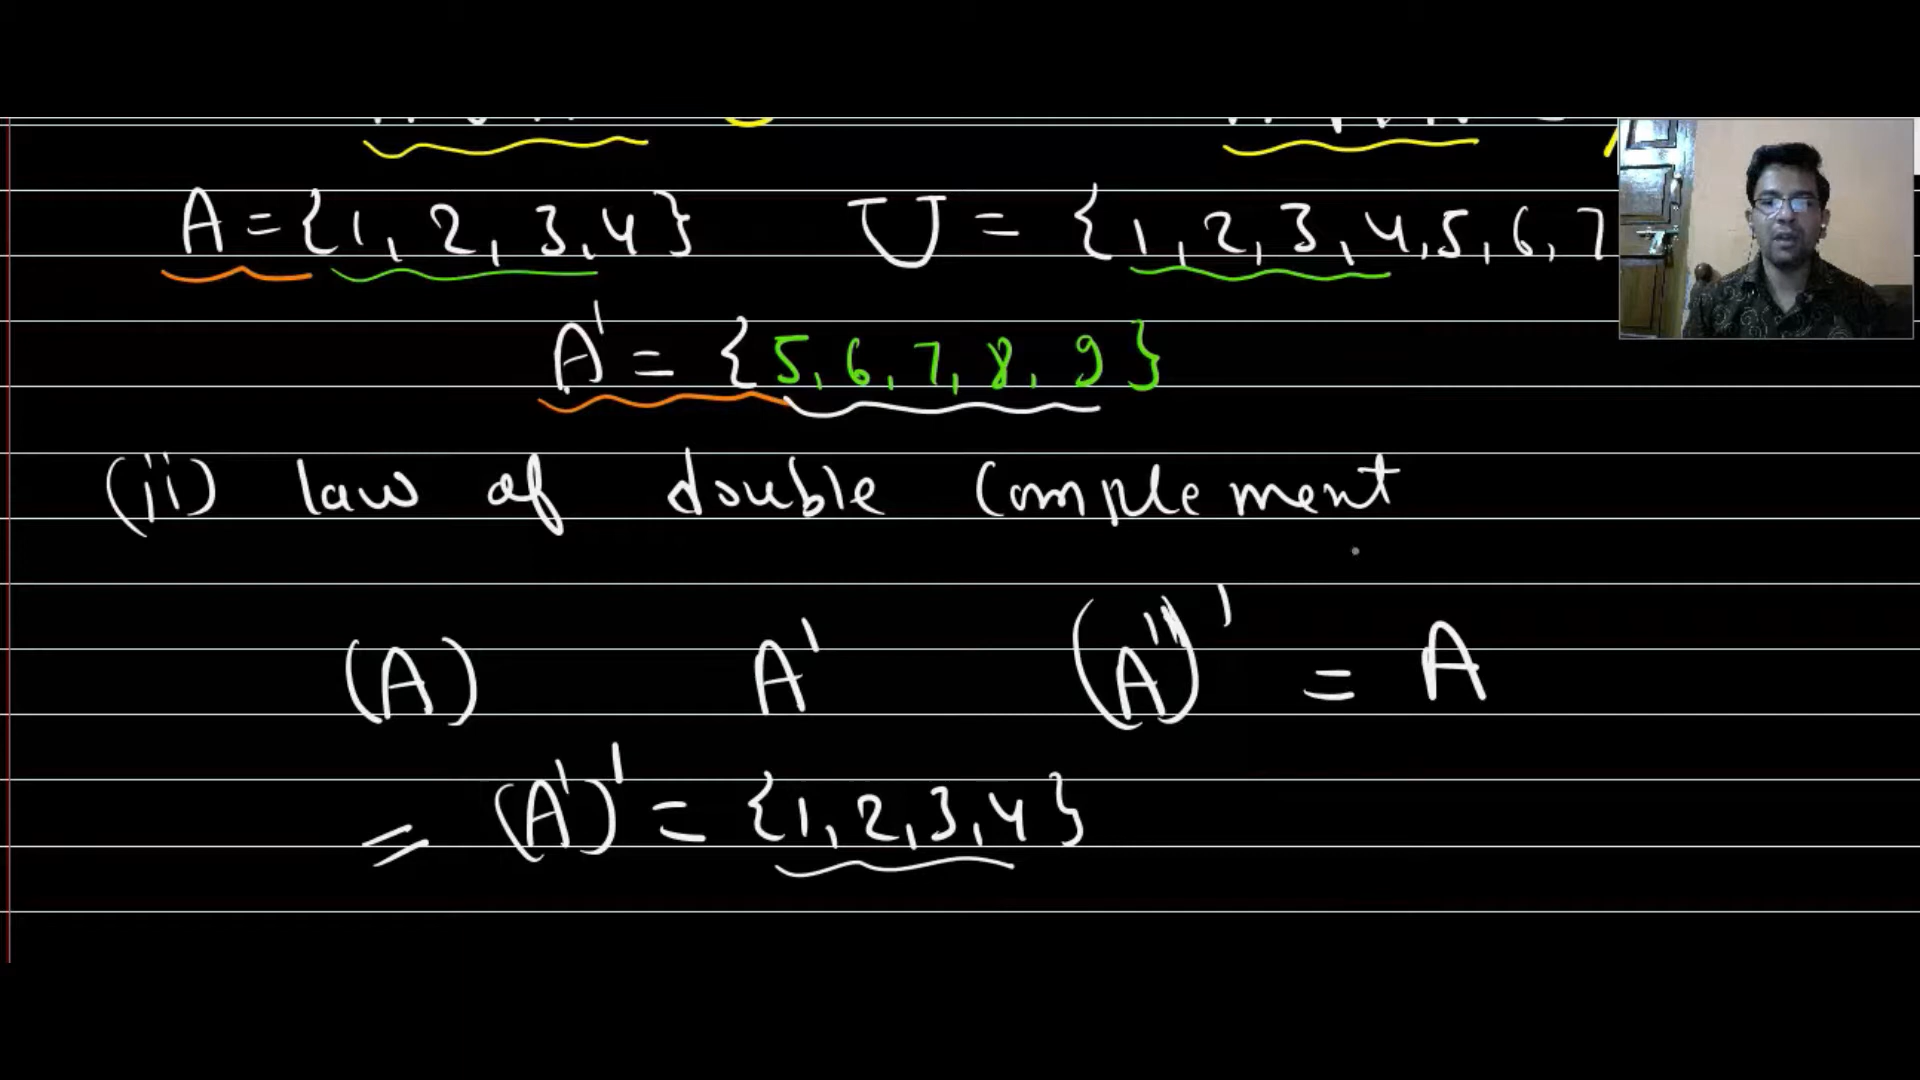 A = {1, 2, 3, 4} U = {1, 2, 3, 4, 5, 6, 7
A' = {5, 6, 7, 8, 9}
(ii) law of double Complement
(A) A' (A')' = A
= (A')' = {1, 2, 3, 4}